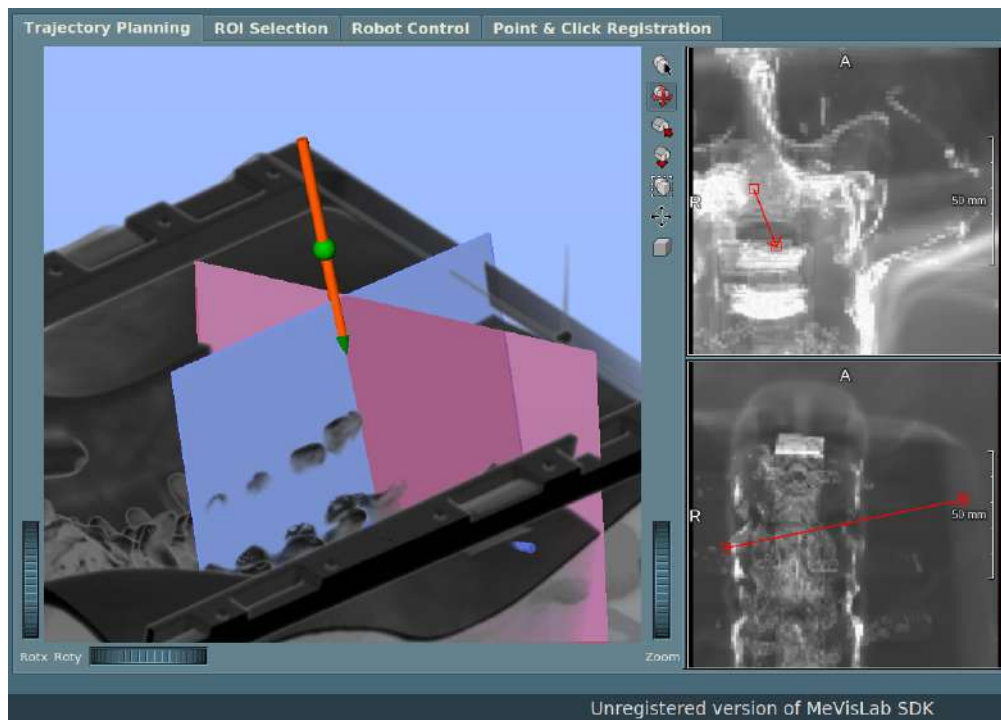 Trajectory Planning
ROI Selection
Robot Control
Point & Click Registration
A
R
50 mm
A
R
50 mm
Rotx Roty
Zoom
Unregistered version of MeVisLab SDK